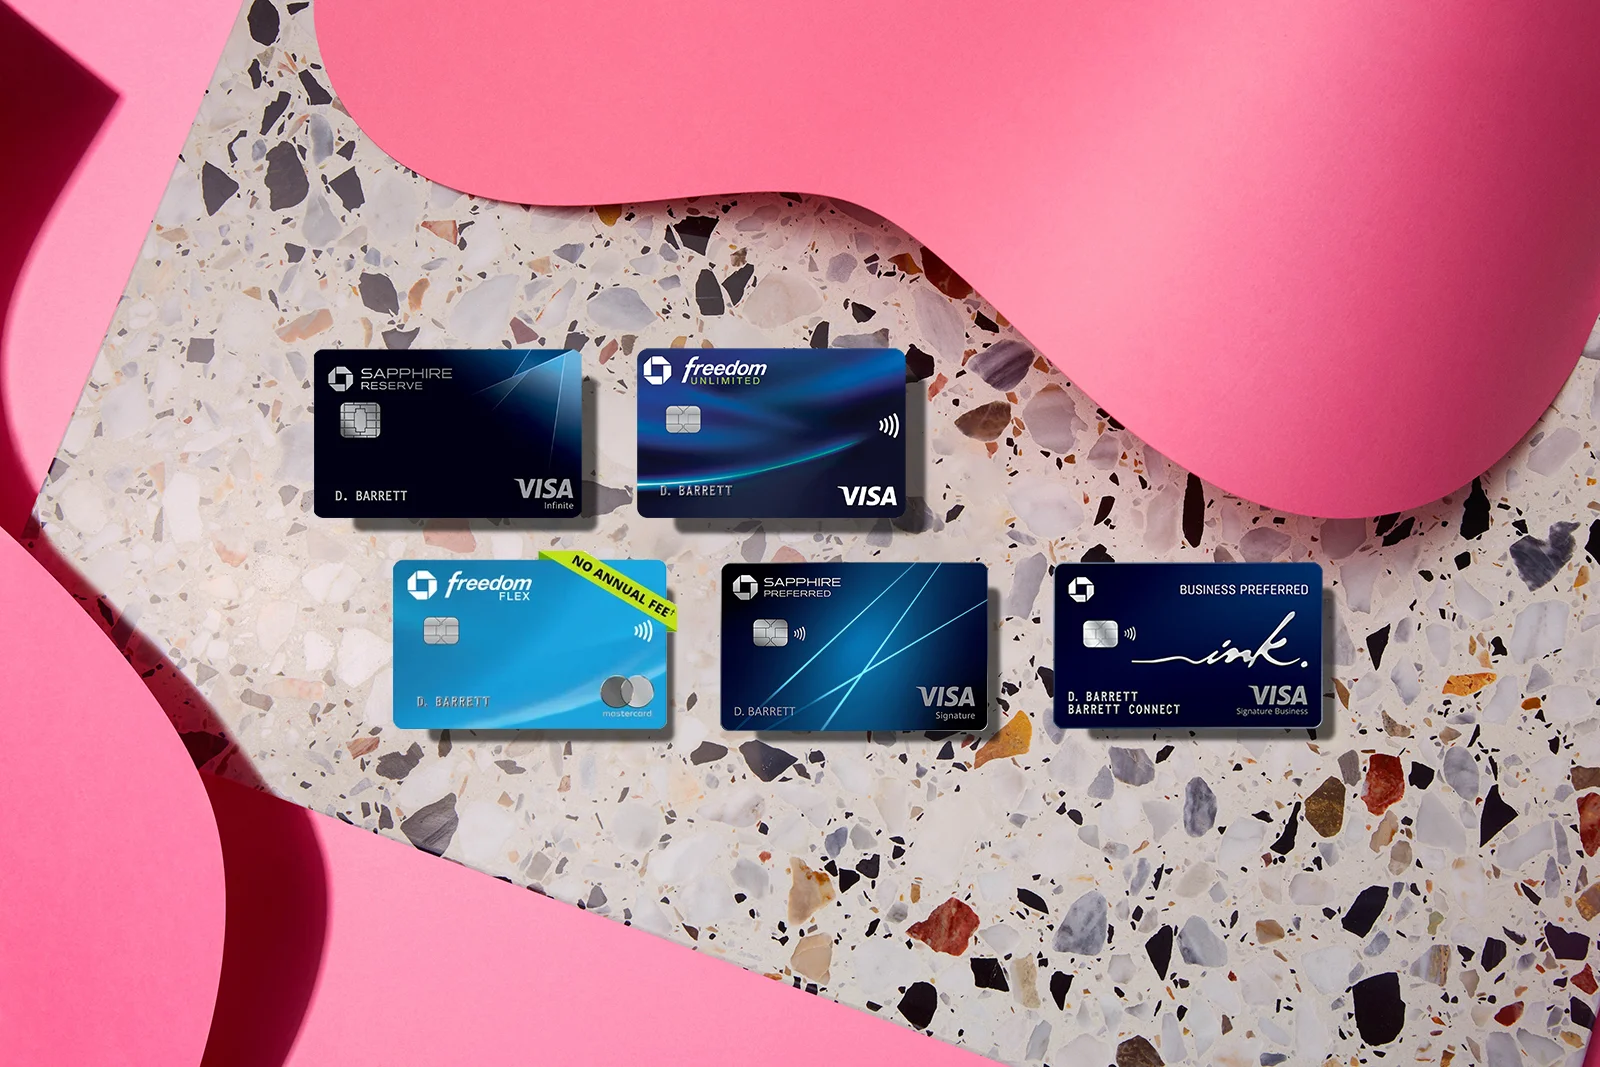 SAPPHIRE
RESERVE
D. BARRETT
VISA
Infinite
freedom
UNLIMITED
D. BARRETT
VISA
freedom
FLEX
NO ANNUAL FEE†
D. BARRETT
mastercard
SAPPHIRE
PREFERRED
D. BARRETT
VISA
Signature
BUSINESS PREFERRED
ink.
D. BARRETT
BARRETT CONNECT
VISA
Signature Business